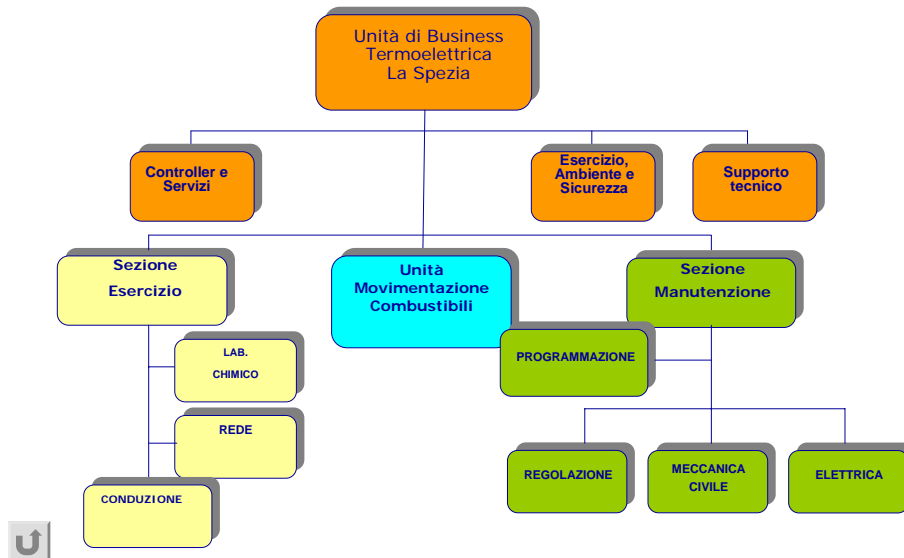 Unità di Business
Termoelettrica
La Spezia
Controller e
Servizi
Esercizio,
Ambiente e
Sicurezza
Supporto
tecnico
Sezione
Esercizio
Unità
Movimentazione
Combustibili
Sezione
Manutenzione
LAB.
CHIMICO
PROGRAMMAZIONE
REDE
CONDUZIONE
REGOLAZIONE
MECCANICA
CIVILE
ELETTRICA